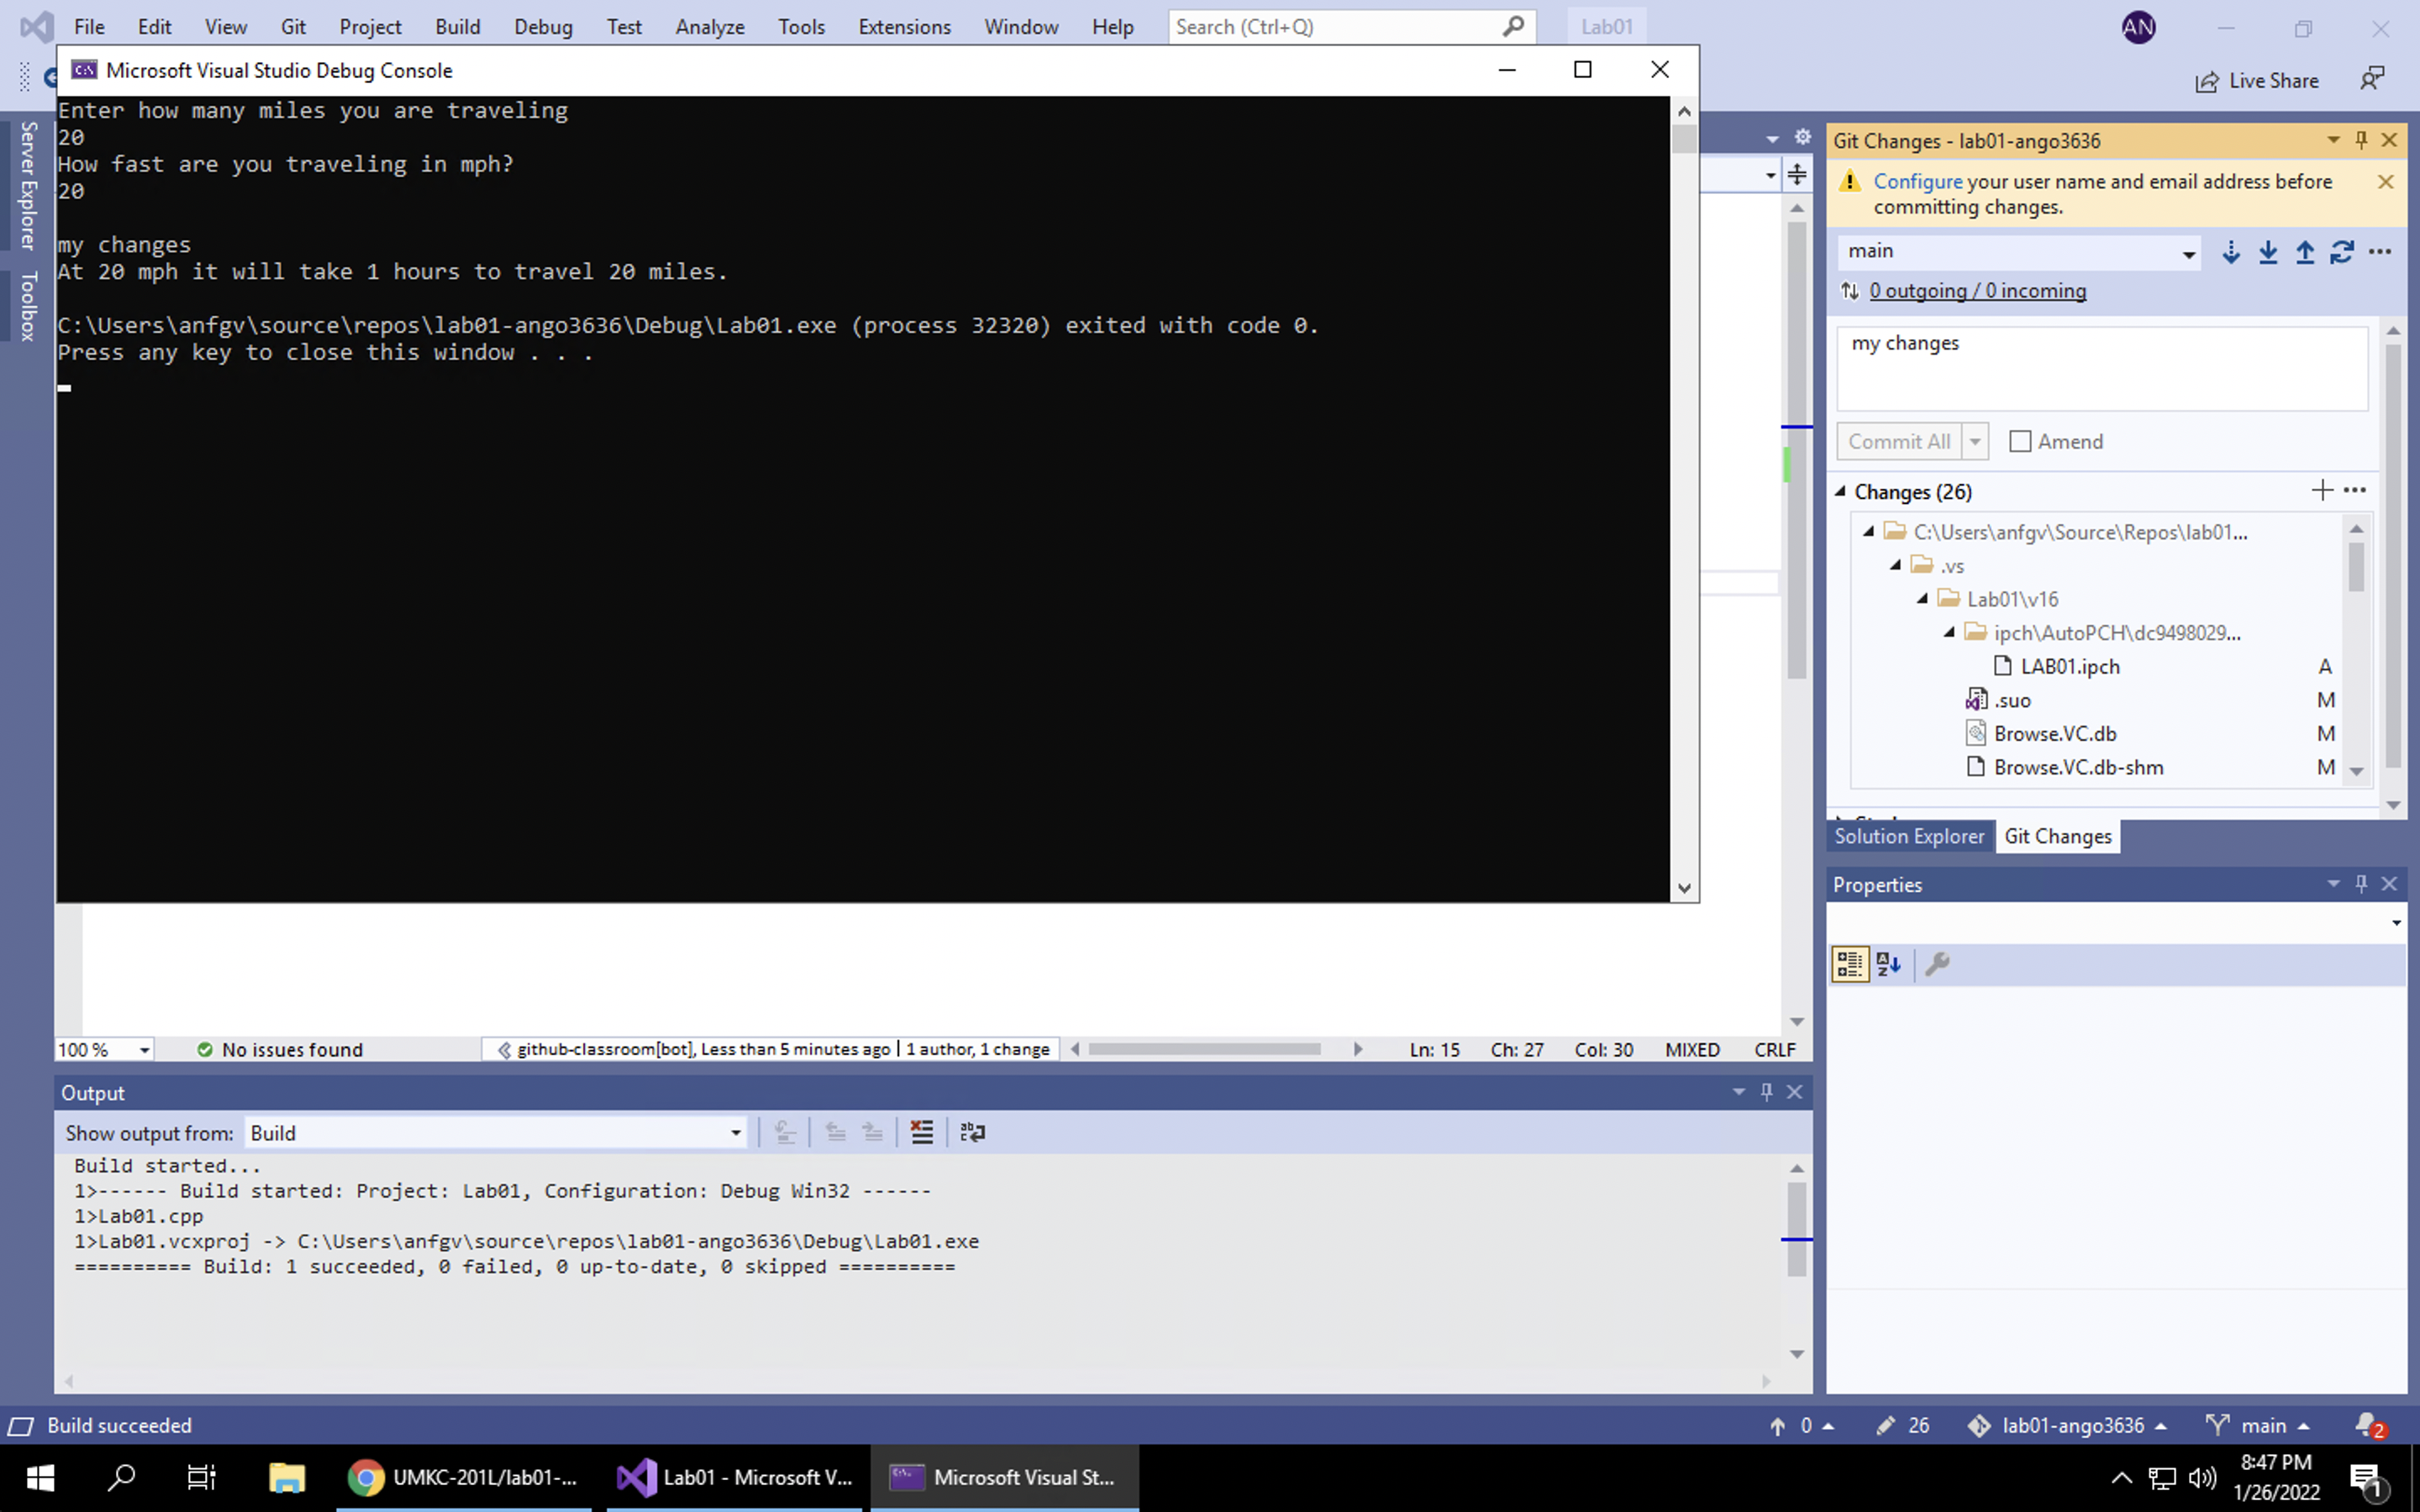 File Edit View Git Project Build Debug Test Analyze Tools Extensions Window Help Search (Ctrl+Q) Lab01 AN
Live Share
Microsoft Visual Studio Debug Console
Enter how many miles you are traveling
20
How fast are you traveling in mph?
20
my changes
At 20 mph it will take 1 hours to travel 20 miles.
C:\Users\anfgv\source\repos\lab01-ango3636\Debug\Lab01.exe (process 32320) exited with code 0.
Press any key to close this window . . .
Server Explorer
Toolbox
Git Changes - lab01-ango3636
Configure your user name and email address before
committing changes.
main
0 outgoing / 0 incoming
my changes
Commit All Amend
Changes (26)
C:\Users\anfgv\Source\Repos\lab01...
.vs
Lab01\v16
ipch\AutoPCH\dc9498029...
LAB01.ipch A
.suo M
Browse.VC.db M
Browse.VC.db-shm M
Solution Explorer Git Changes
Properties
100 % No issues found github-classroom[bot], Less than 5 minutes ago | 1 author, 1 change Ln: 15 Ch: 27 Col: 30 MIXED CRLF
Output
Show output from: Build
Build started...
1>------ Build started: Project: Lab01, Configuration: Debug Win32 ------
1>Lab01.cpp
1>Lab01.vcxproj -> C:\Users\anfgv\source\repos\lab01-ango3636\Debug\Lab01.exe
========== Build: 1 succeeded, 0 failed, 0 up-to-date, 0 skipped ==========
Build succeeded 0 26 lab01-ango3636 main 2
UMKC-201L/lab01-... Lab01 - Microsoft V... Microsoft Visual St...
8:47 PM
1/26/2022
1